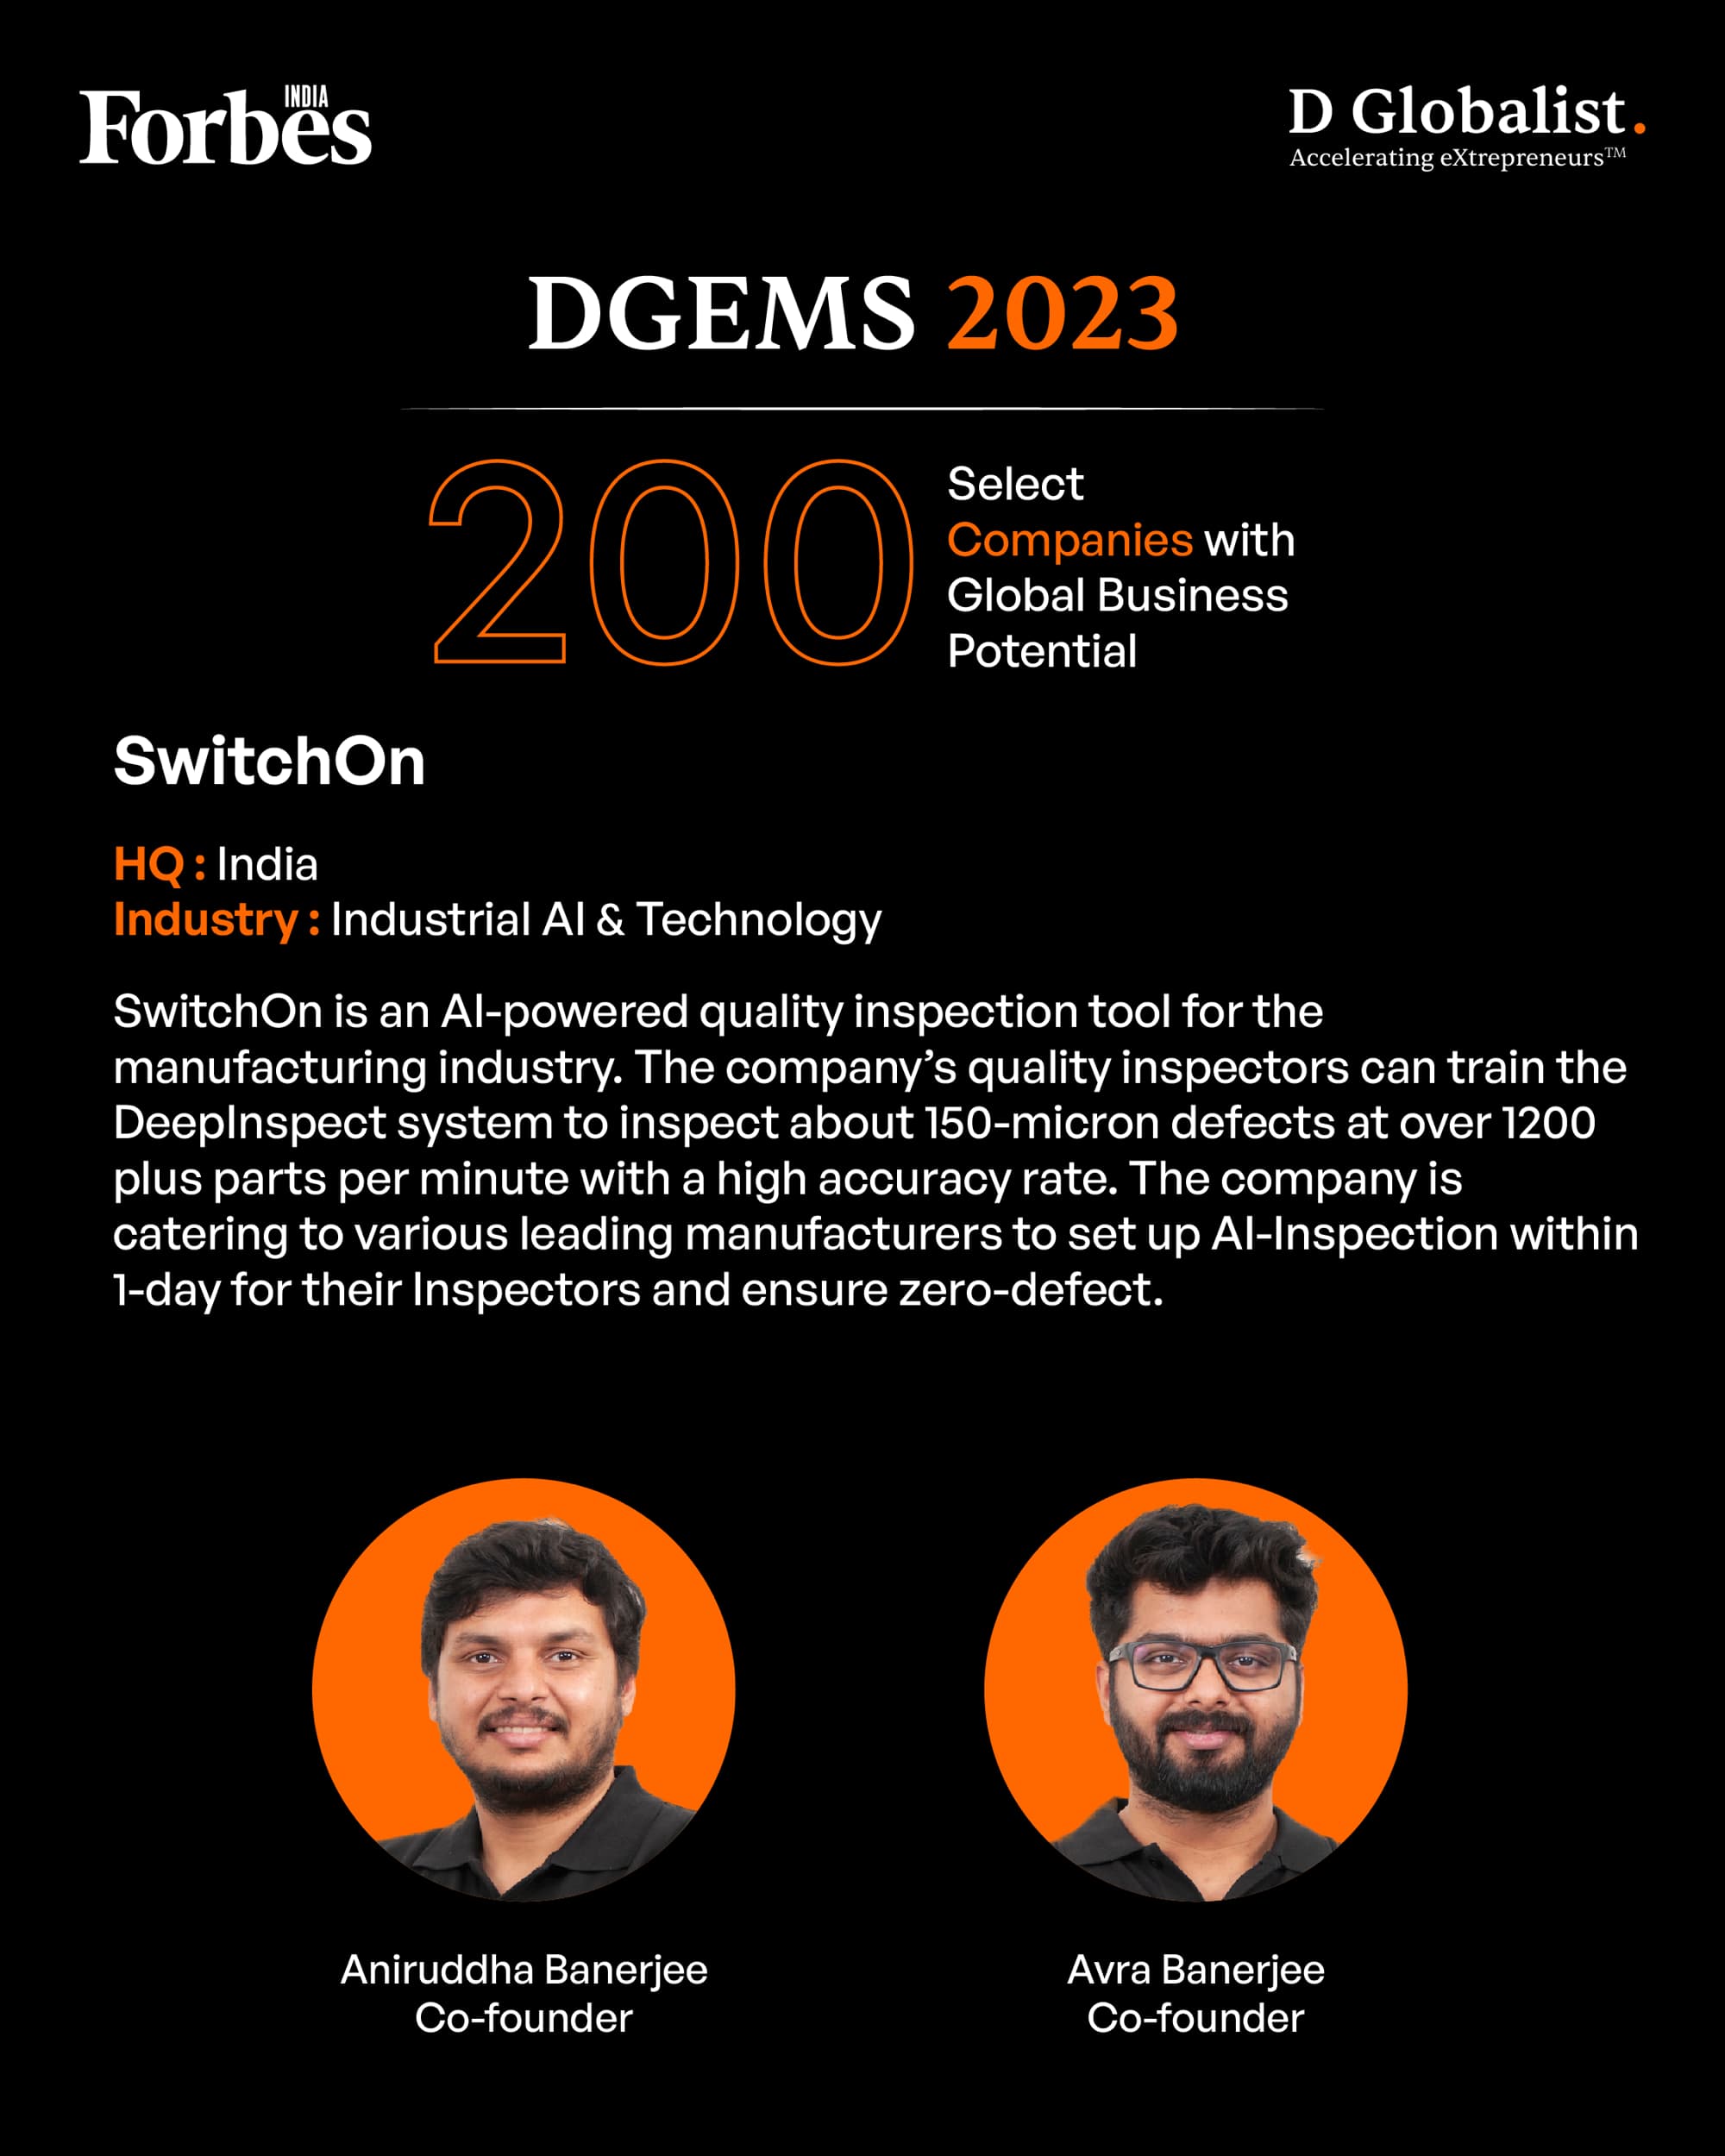 Forbes INDIA
D Globalist.
Accelerating eXtrepreneurs™
DGEMS 2023
200
Select
Companies with
Global Business
Potential
SwitchOn
HQ : India
Industry : Industrial AI & Technology
SwitchOn is an AI-powered quality inspection tool for the
manufacturing industry. The company’s quality inspectors can train the
DeepInspect system to inspect about 150-micron defects at over 1200
plus parts per minute with a high accuracy rate. The company is
catering to various leading manufacturers to set up AI-Inspection within
1-day for their Inspectors and ensure zero-defect.
Aniruddha Banerjee
Co-founder
Avra Banerjee
Co-founder